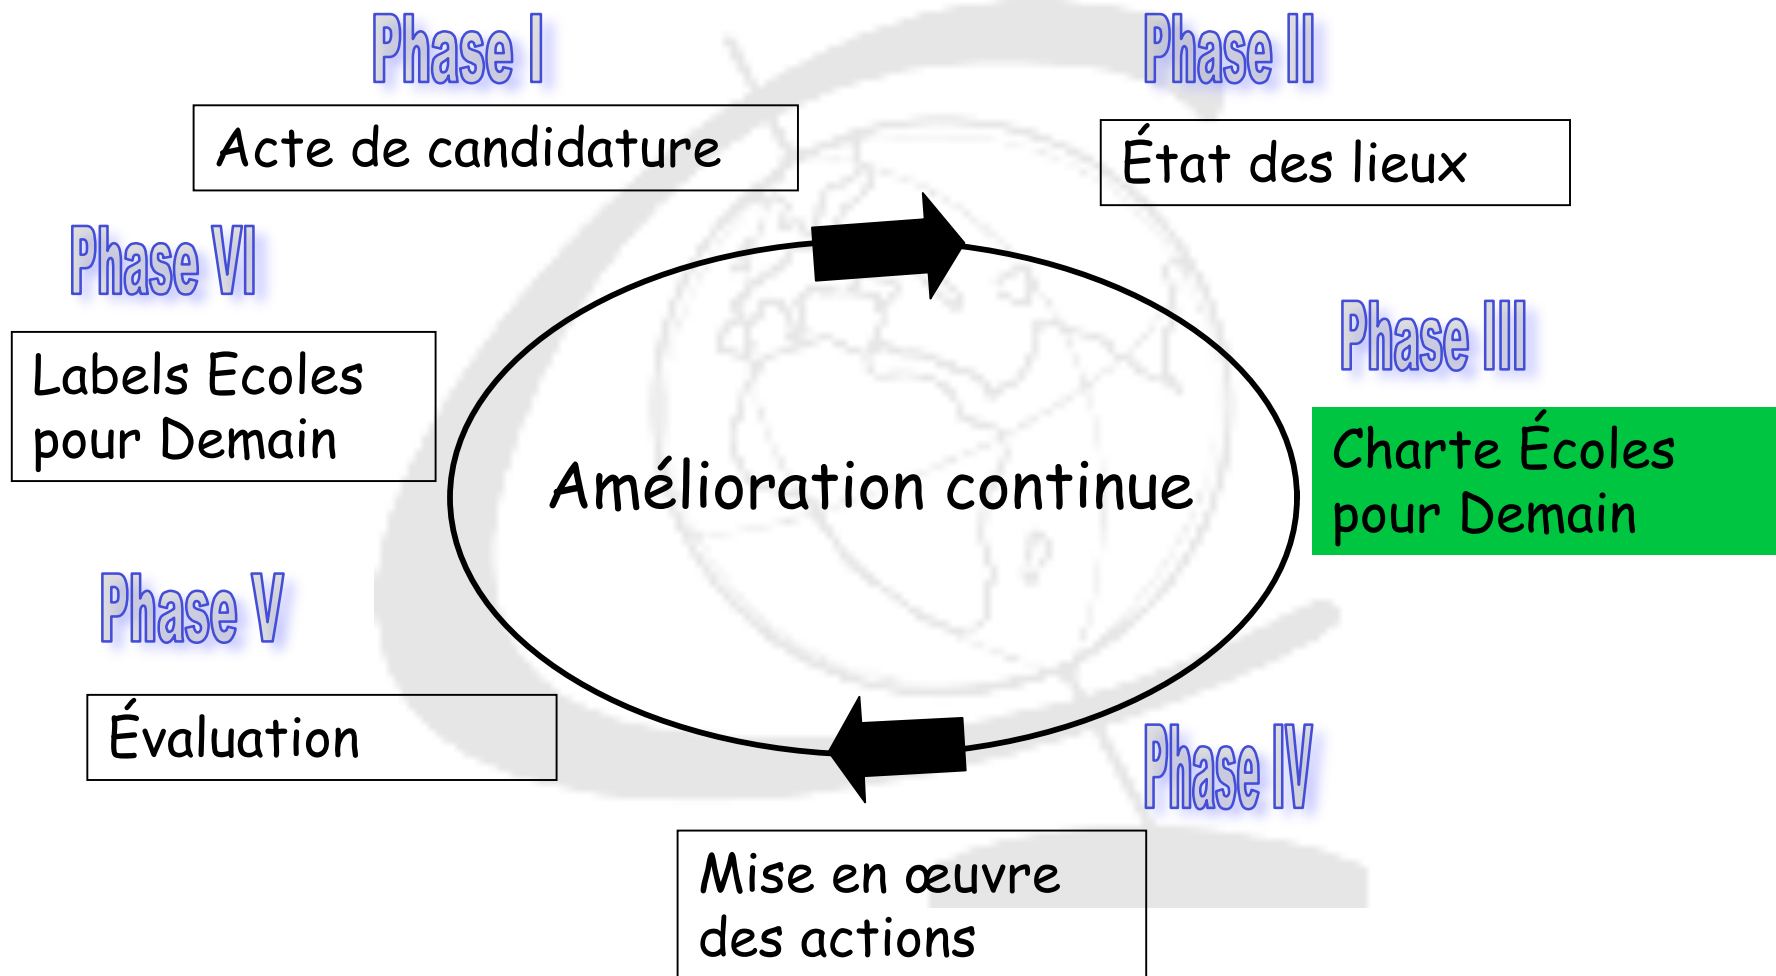 Phase I
Acte de candidature
Phase II
État des lieux
Phase III
Charte Écoles
pour Demain
Phase IV
Mise en œuvre
des actions
Phase V
Évaluation
Phase VI
Labels Ecoles
pour Demain
Amélioration continue